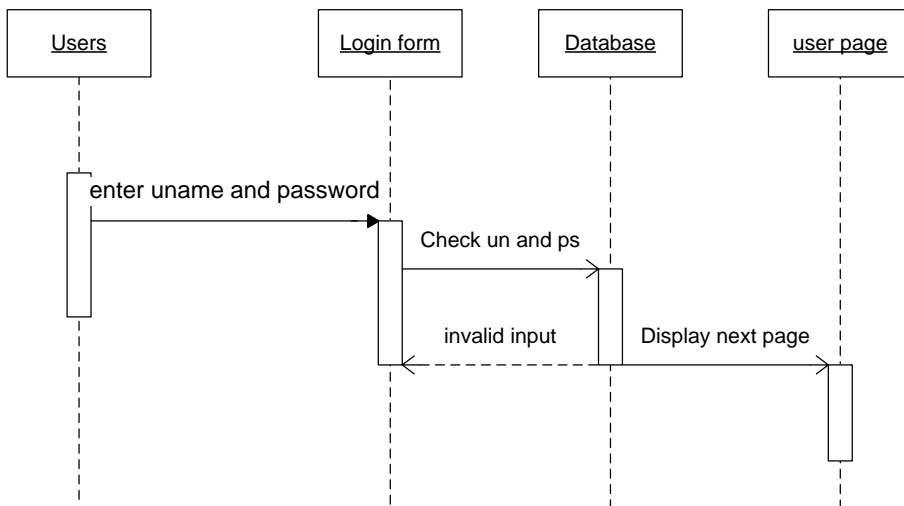 Users
Login form
Database
user page
enter uname and password
Check un and ps
invalid input
Display next page